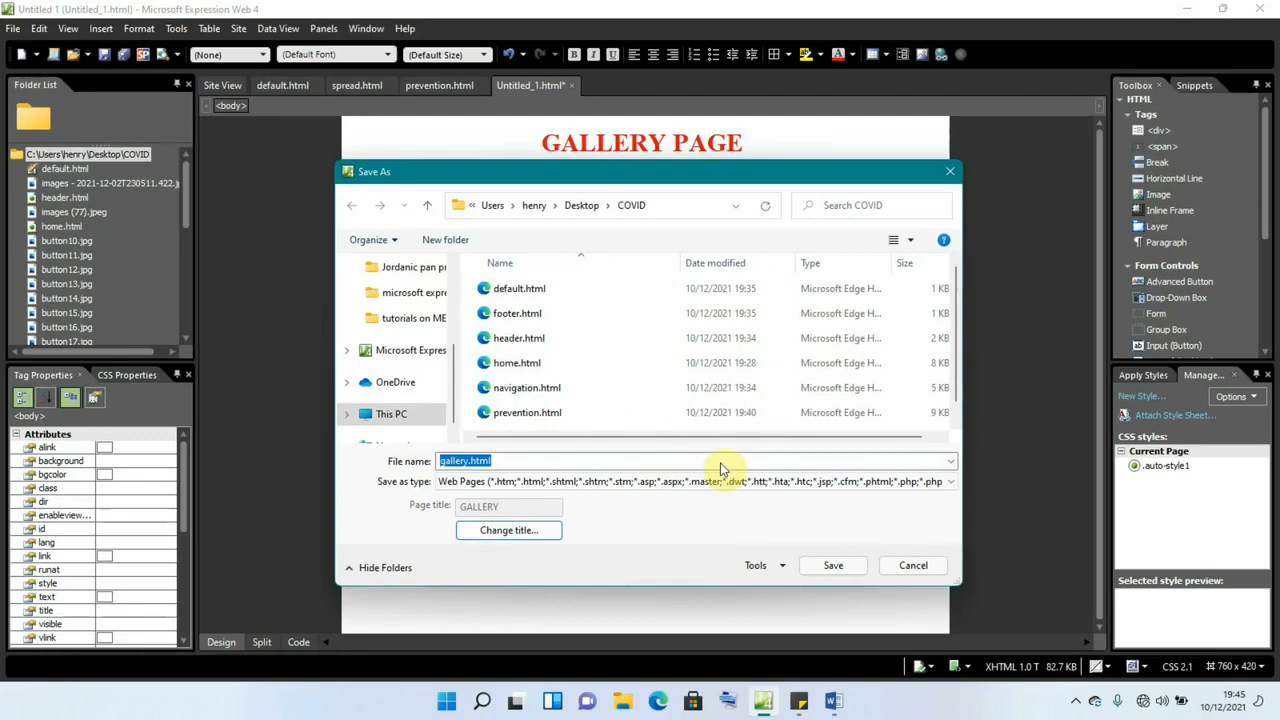 Untitled 1 (Untitled_1.html) - Microsoft Expression Web 4
File Edit View Insert Format Tools Table Site Data View Panels Window Help
(None) (Default Font) (Default Size) B I U A
Folder List
Site View default.html spread.html prevention.html Untitled_1.html*
<body>
C:\Users\henry\Desktop\COVID
default.html
images - 2021-12-02T230511.422.j
header.html
images (77).jpeg
home.html
button10.jpg
button11.jpg
button12.jpg
button13.jpg
button14.jpg
button15.jpg
button16.jpg
button17.jpg
Tag Properties CSS Properties
<body>
Attributes
alink
background
bgcolor
class
dir
enableview...
id
lang
link
runat
style
text
title
visible
vlink
GALLERY PAGE
Save As
Users henry Desktop COVID
Search COVID
Organize New folder
Name Date modified Type Size
Jordanic pan pr
microsoft expre
tutorials on ME
Microsoft Expres
OneDrive
This PC
default.html 10/12/2021 19:35 Microsoft Edge H... 1 KB
footer.html 10/12/2021 19:35 Microsoft Edge H... 1 KB
header.html 10/12/2021 19:34 Microsoft Edge H... 2 KB
home.html 10/12/2021 19:28 Microsoft Edge H... 8 KB
navigation.html 10/12/2021 19:34 Microsoft Edge H... 5 KB
prevention.html 10/12/2021 19:40 Microsoft Edge H... 9 KB
File name: gallery.html
Save as type: Web Pages (*.htm;*.html;*.shtml;*.shtm;*.stm;*.asp;*.aspx;*.master;*.dwt;*.htt;*.hta;*.htc;*.jsp;*.cfm;*.phtml;*.php;*.php
Page title: GALLERY
Change title...
Hide Folders Tools Save Cancel
Toolbox Snippets
HTML
Tags
<div>
<span>
Break
Horizontal Line
Image
Inline Frame
Layer
Paragraph
Form Controls
Advanced Button
Drop-Down Box
Form
Group Box
Input (Button)
Apply Styles Manage...
New Style... Options
Attach Style Sheet...
CSS styles:
Current Page
.auto-style1
Selected style preview:
Design Split Code
XHTML 1.0 T 82.7 KB CSS 2.1 760 x 420
19:45
10/12/2021